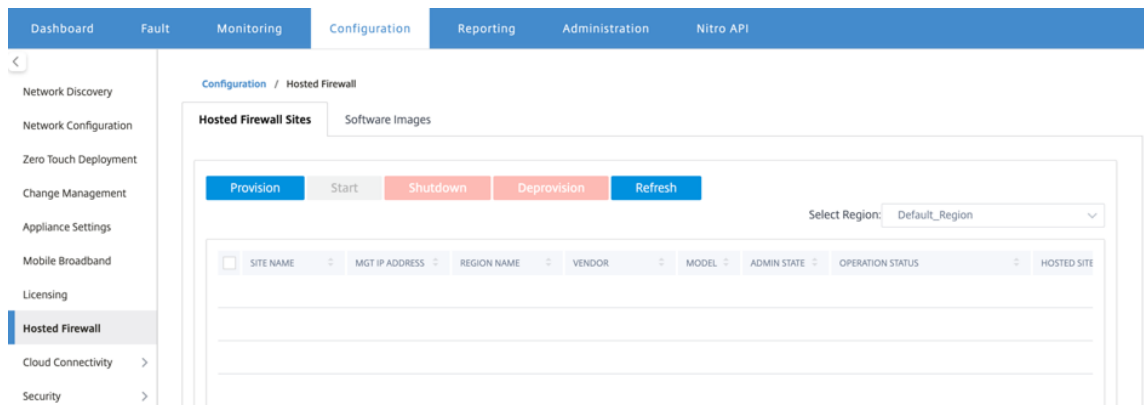 Dashboard Fault Monitoring Configuration Reporting Administration Nitro API
Network Discovery
Network Configuration
Zero Touch Deployment
Change Management
Appliance Settings
Mobile Broadband
Licensing
Hosted Firewall
Cloud Connectivity
Security
Configuration / Hosted Firewall
Hosted Firewall Sites Software Images
Provision Start Shutdown Deprovision Refresh
Select Region: Default_Region
SITE NAME MGT IP ADDRESS REGION NAME VENDOR MODEL ADMIN STATE OPERATION STATUS HOSTED SITE